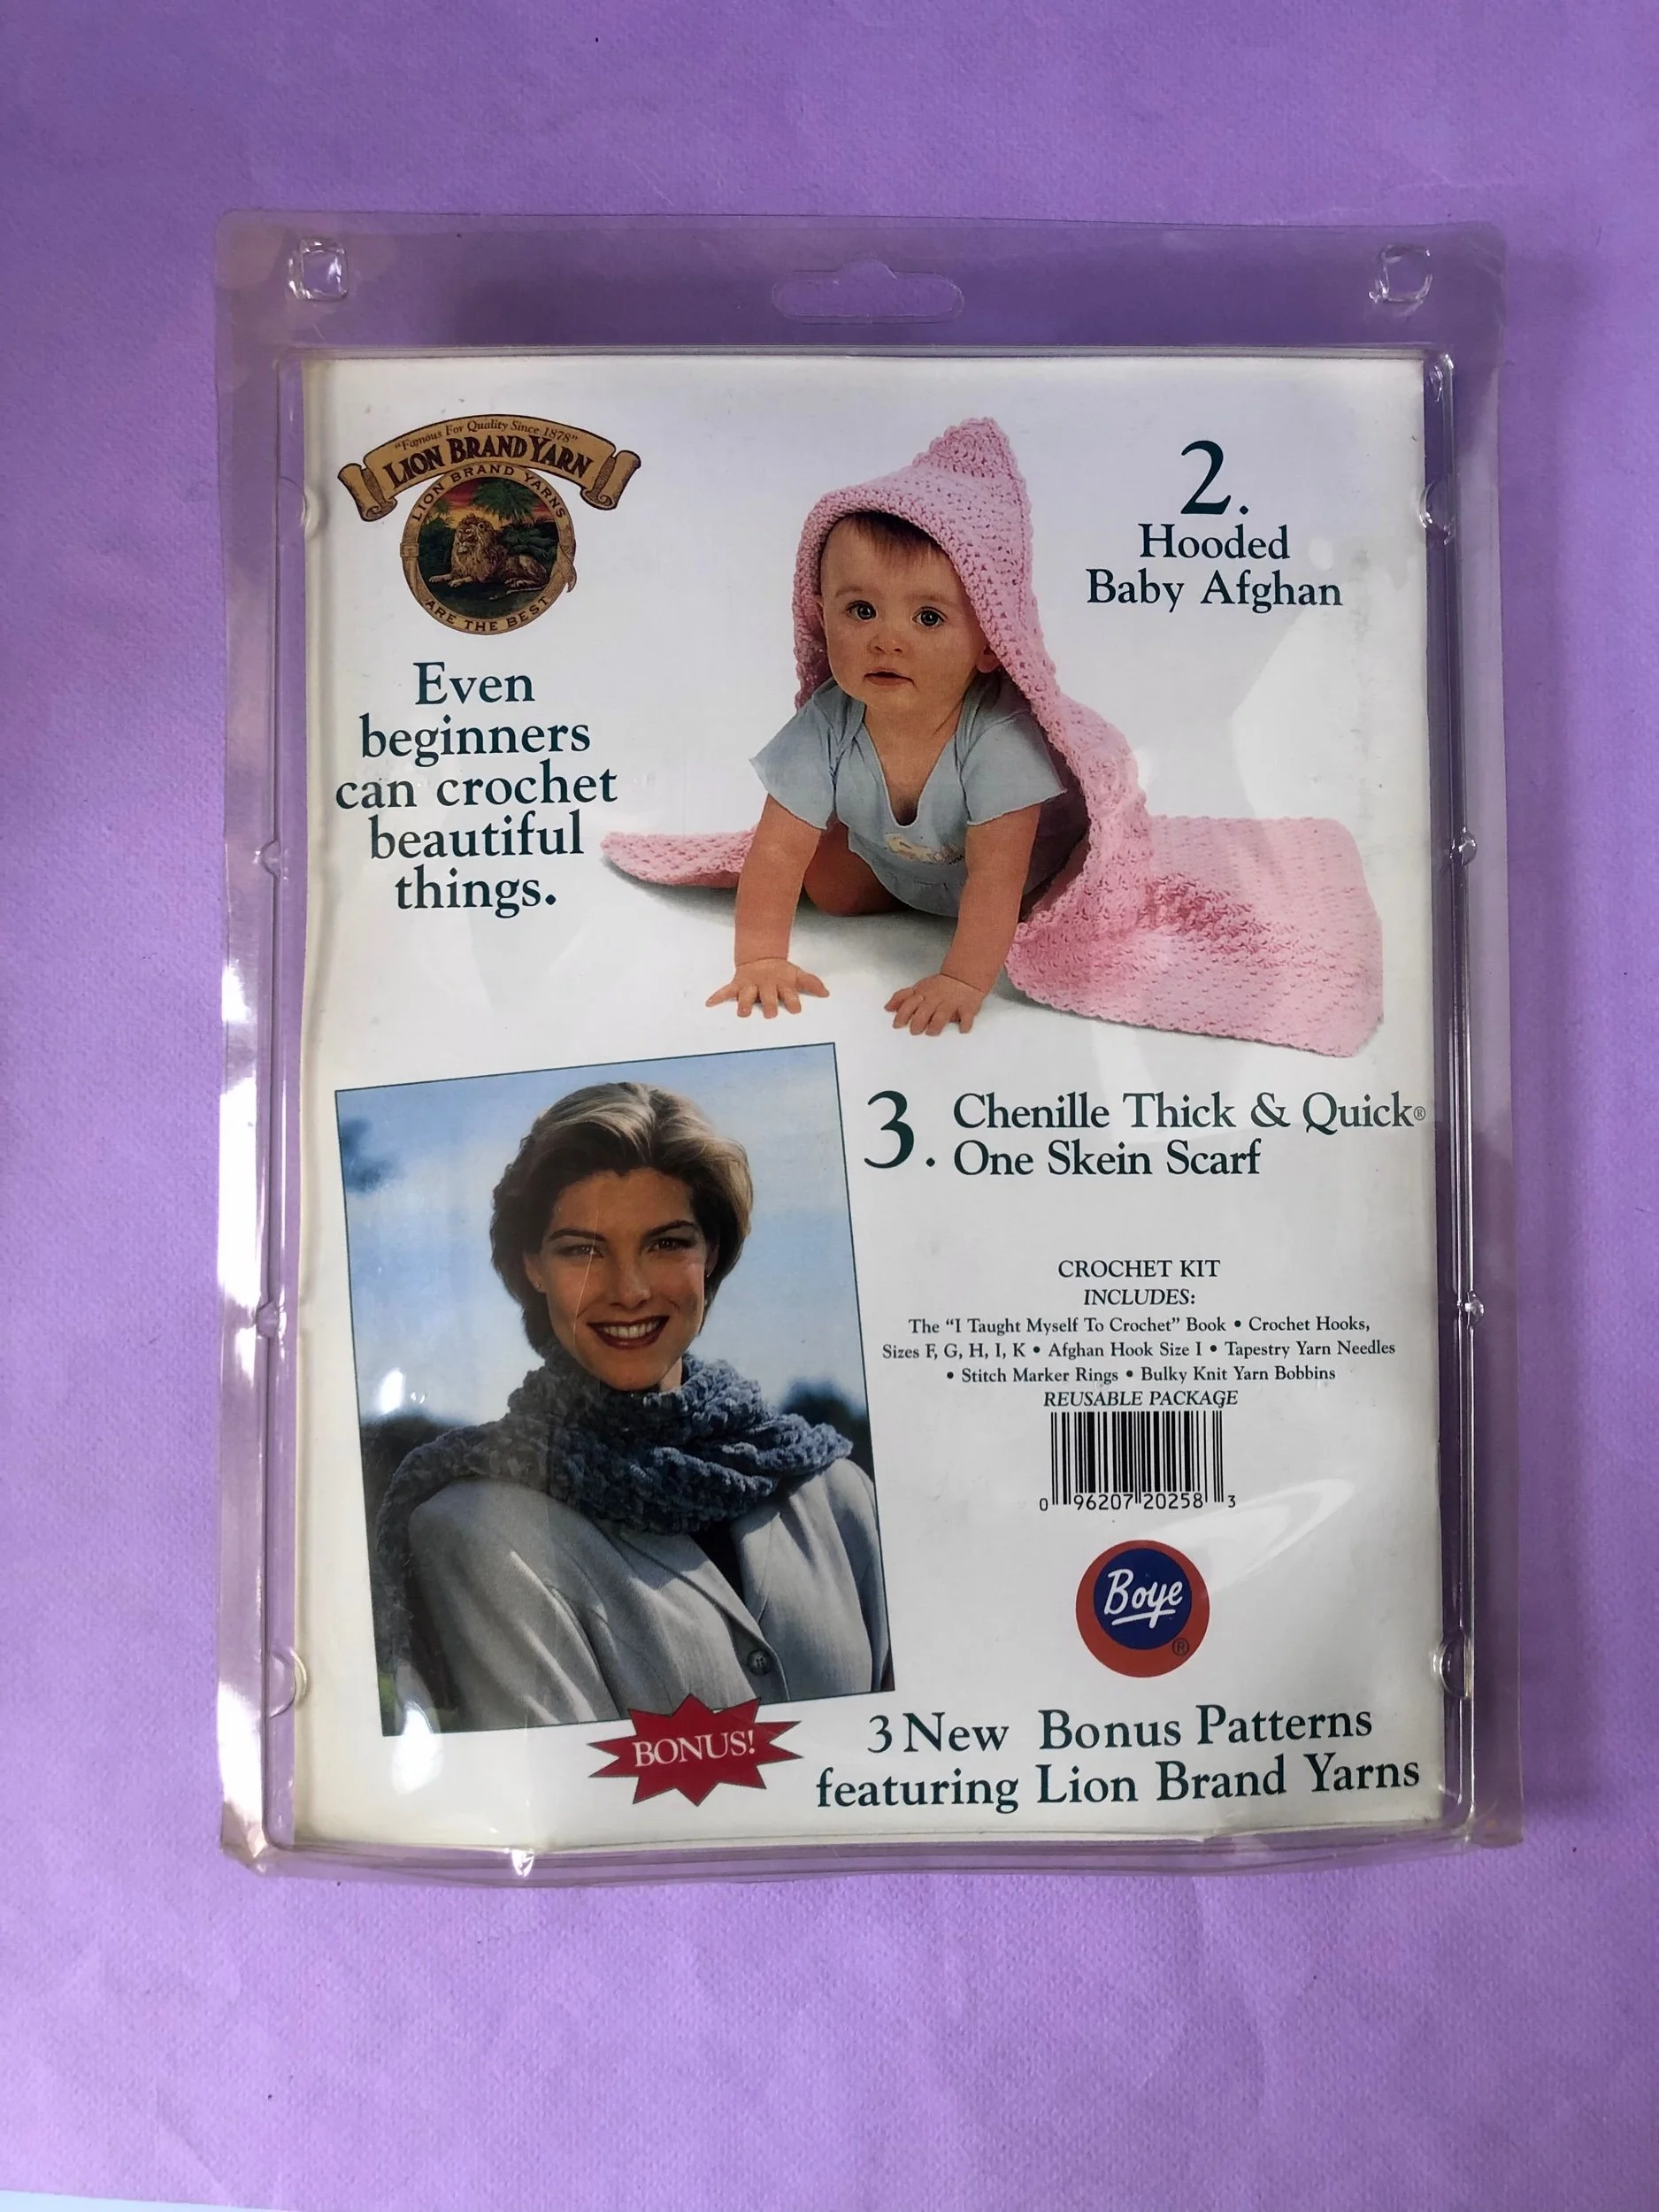 "Famous For Quality Since 1878"
LION BRAND YARN
LION BRAND YARNS
ARE THE BEST
Even
beginners
can crochet
beautiful
things.
2.
Hooded
Baby Afghan
3. Chenille Thick & Quick®
One Skein Scarf
CROCHET KIT
INCLUDES:
The "I Taught Myself To Crochet" Book • Crochet Hooks,
Sizes F, G, H, I, K • Afghan Hook Size I • Tapestry Yarn Needles
• Stitch Marker Rings • Bulky Knit Yarn Bobbins
REUSABLE PACKAGE
0 96207 20258 3
Boye
®
BONUS!
3 New Bonus Patterns
featuring Lion Brand Yarns